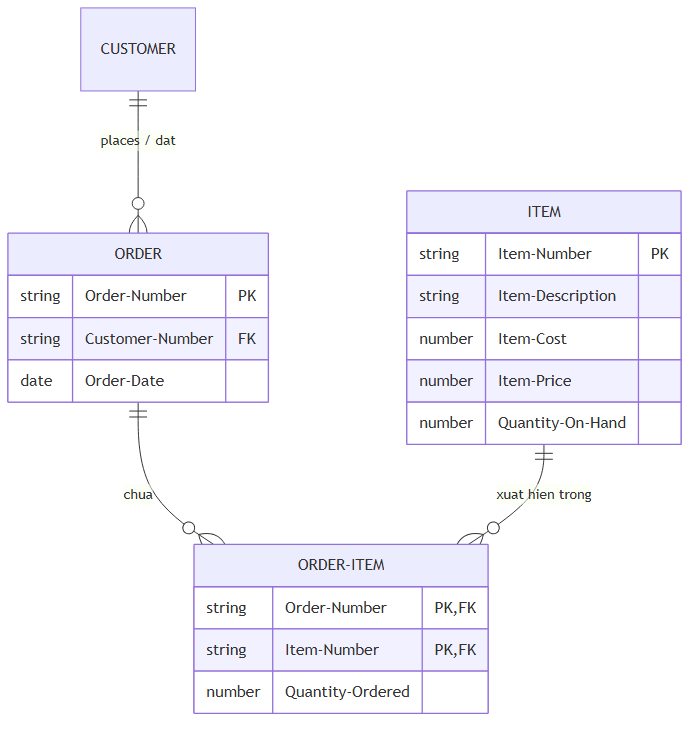 CUSTOMER
places / dat
ORDER
string Order-Number PK
string Customer-Number FK
date Order-Date
ITEM
string Item-Number PK
string Item-Description
number Item-Cost
number Item-Price
number Quantity-On-Hand
chua
xuat hien trong
ORDER-ITEM
string Order-Number PK,FK
string Item-Number PK,FK
number Quantity-Ordered